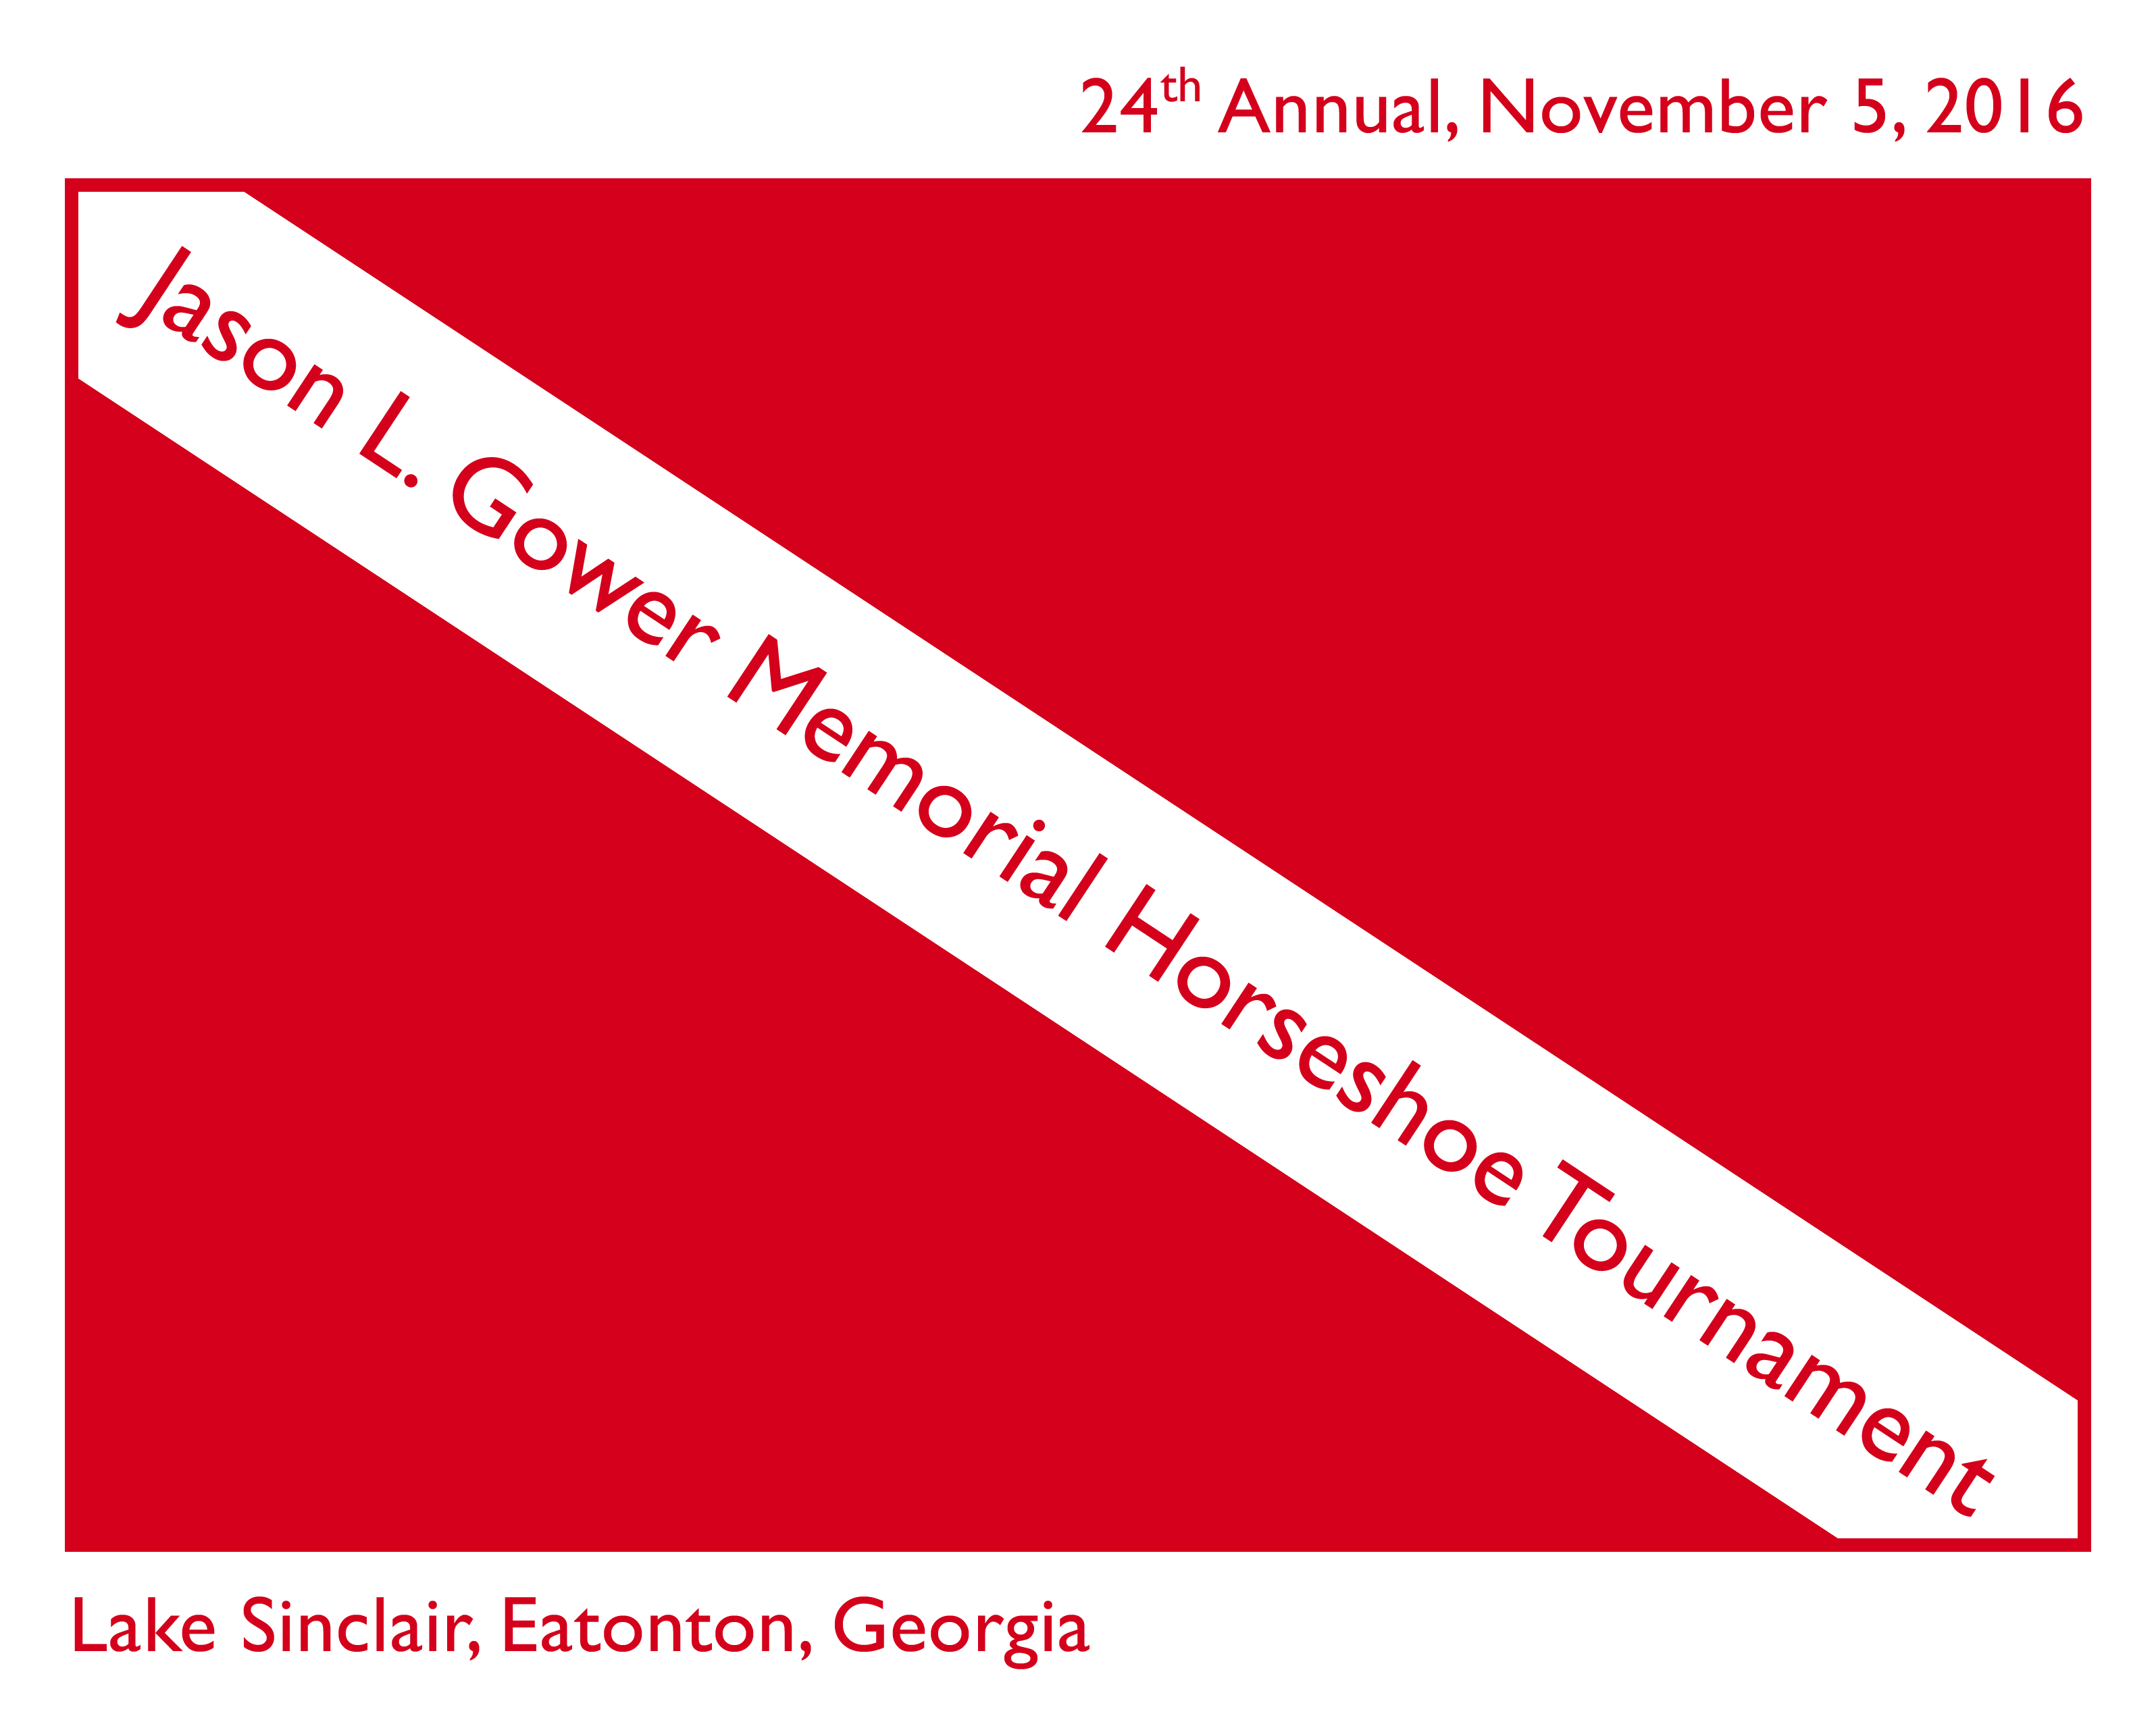 24th Annual, November 5, 2016
Jason L. Gower Memorial Horseshoe Tournament
Lake Sinclair, Eatonton, Georgia